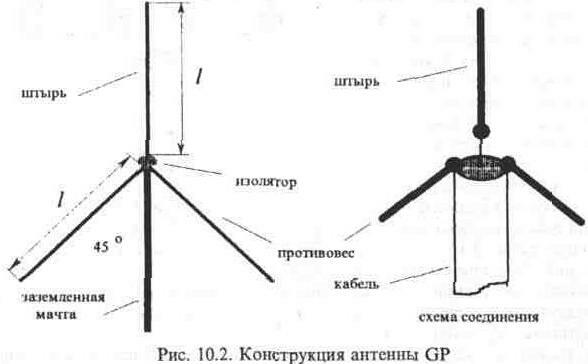 штырь
l
штырь
изолятор
l
45 °
противовес
заземленная
мачта
кабель
схема соединения
Рис. 10.2. Конструкция антенны GP